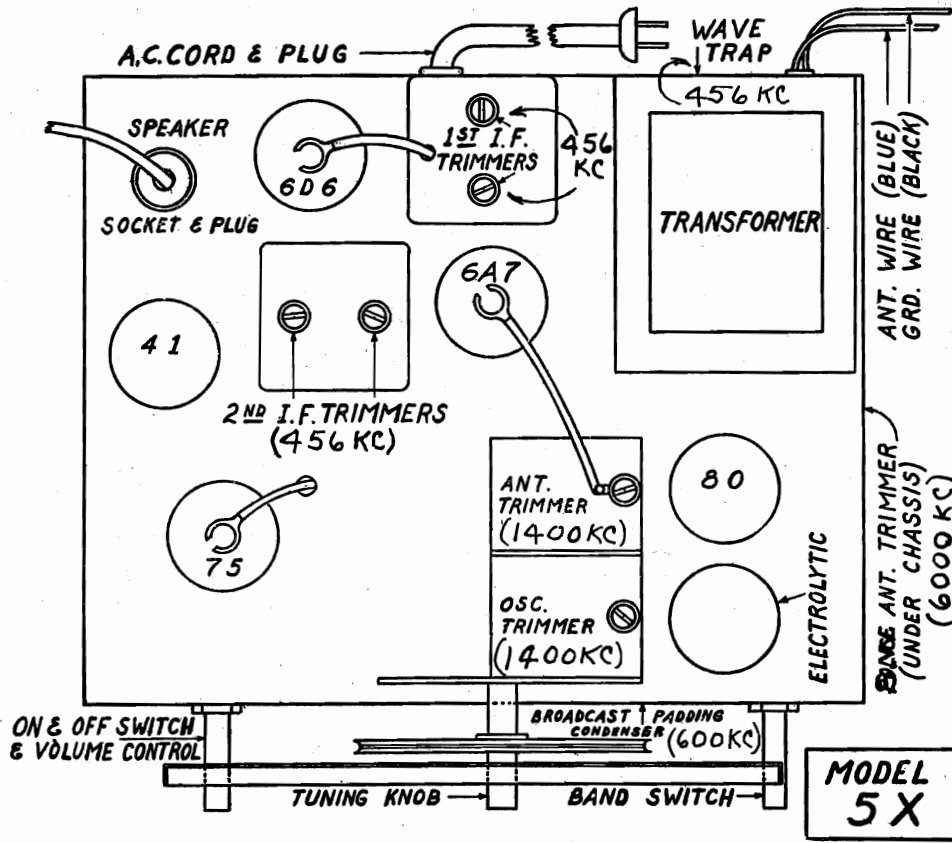 A.C. CORD & PLUG
WAVE
TRAP
456 KC
SPEAKER
SOCKET & PLUG
6D6
1ST I.F.
TRIMMERS
456
KC
TRANSFORMER
ANT. WIRE (BLUE)
GRD. WIRE (BLACK)
6A7
41
2ND I.F. TRIMMERS
(456 KC)
75
ANT.
TRIMMER
(1400KC)
OSC.
TRIMMER
(1400KC)
80
ELECTROLYTIC
ANT. TRIMMER
(UNDER CHASSIS)
(6000 KC)
ON & OFF SWITCH
& VOLUME CONTROL
BROADCAST PADDING
CONDENSER (600KC)
TUNING KNOB
BAND SWITCH
MODEL
5X